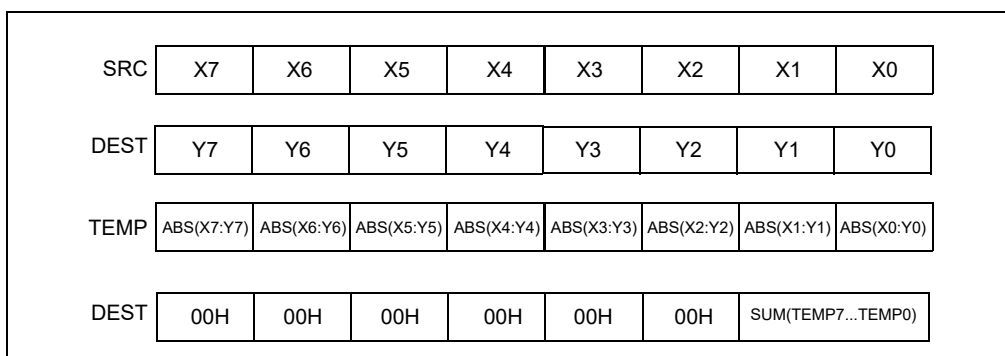 SRC X7 X6 X5 X4 X3 X2 X1 X0
DEST Y7 Y6 Y5 Y4 Y3 Y2 Y1 Y0
TEMP ABS(X7:Y7) ABS(X6:Y6) ABS(X5:Y5) ABS(X4:Y4) ABS(X3:Y3) ABS(X2:Y2) ABS(X1:Y1) ABS(X0:Y0)
DEST 00H 00H 00H 00H 00H 00H SUM(TEMP7...TEMP0)